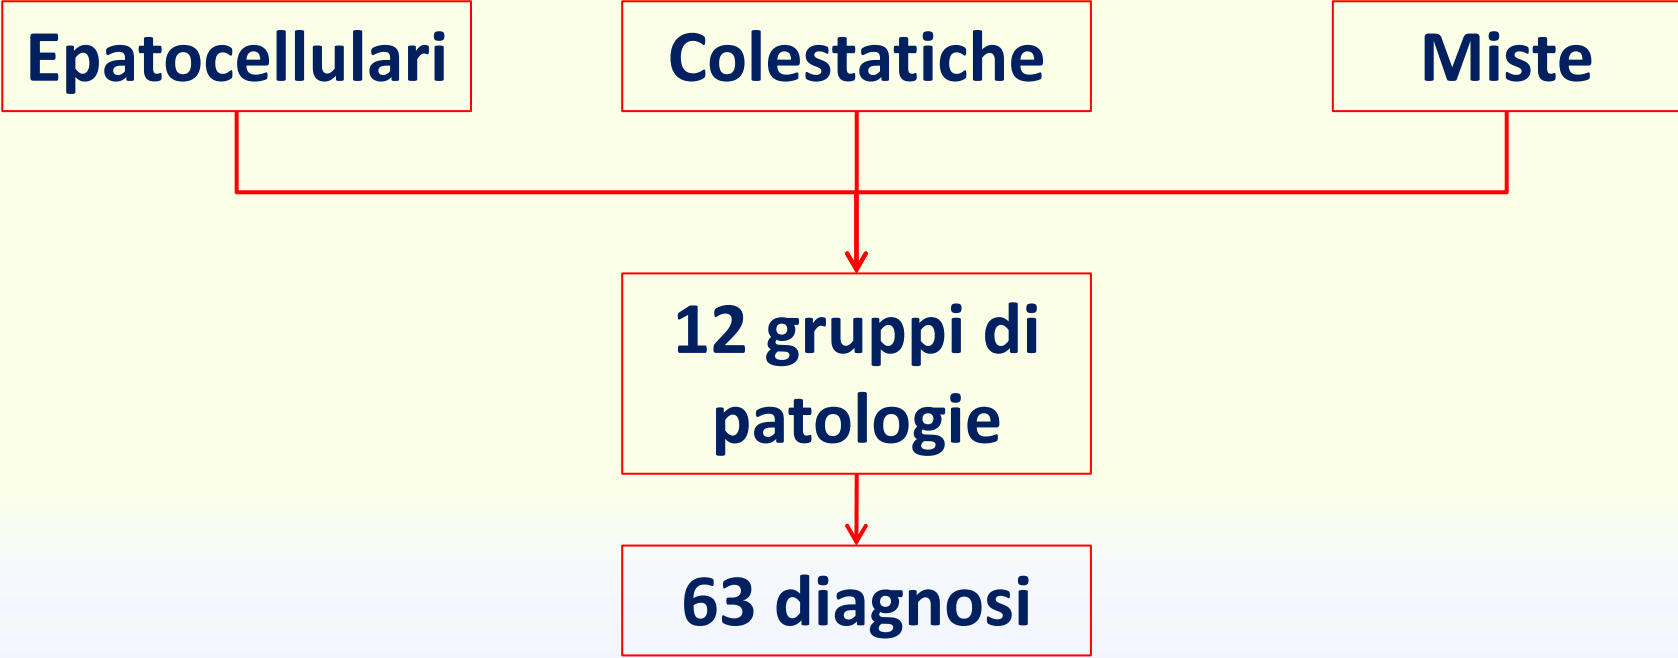 Epatocellulari
Colestatiche
Miste
12 gruppi di
patologie
63 diagnosi